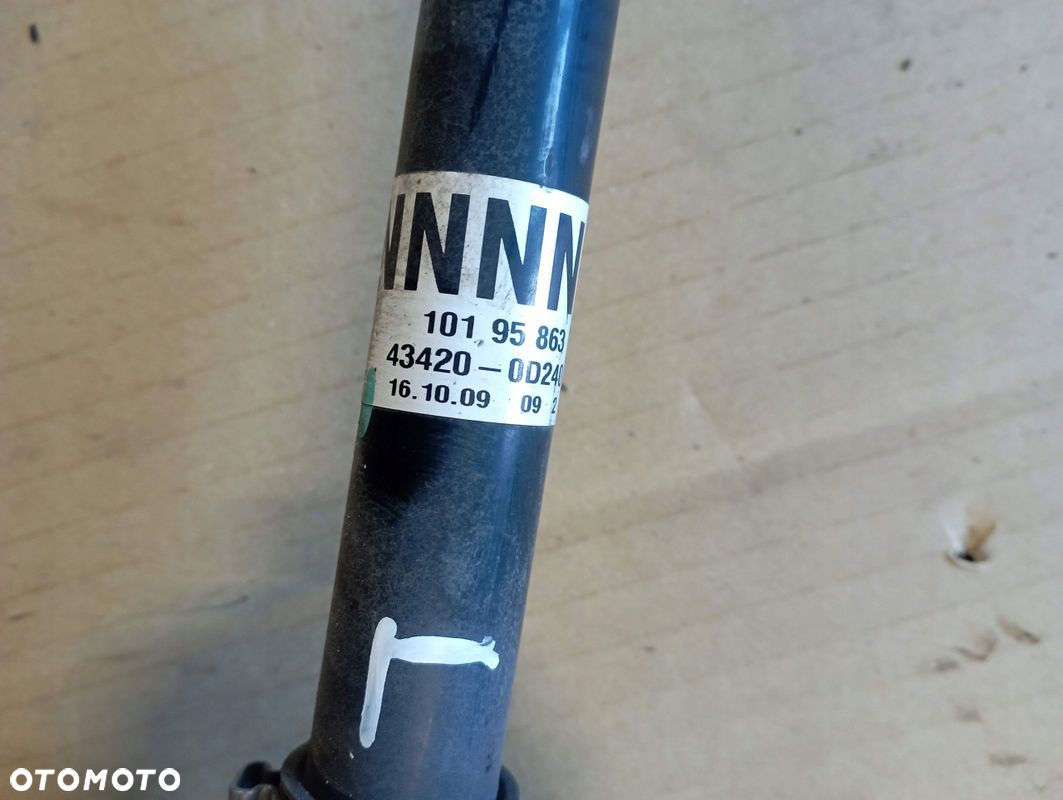 NNNN
101 95 863
43420-0D240
16.10.09 09 2
OTOMOTO